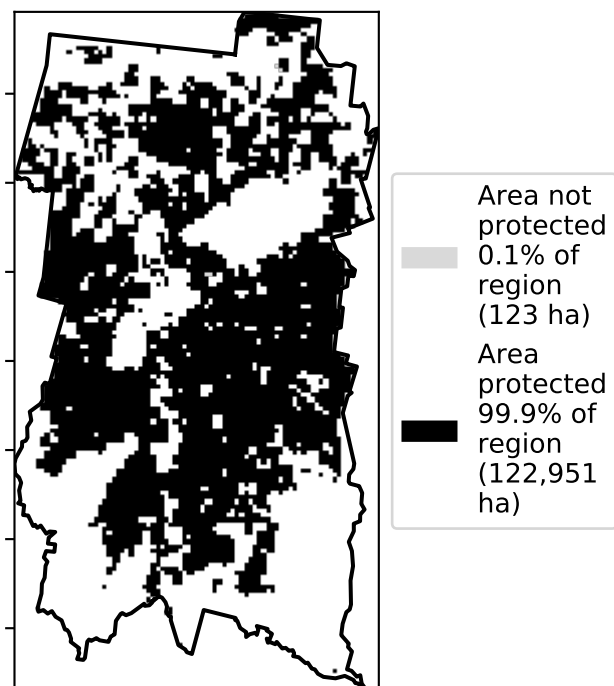 Area not
protected
0.1% of
region
(123 ha)
Area
protected
99.9% of
region
(122,951
ha)